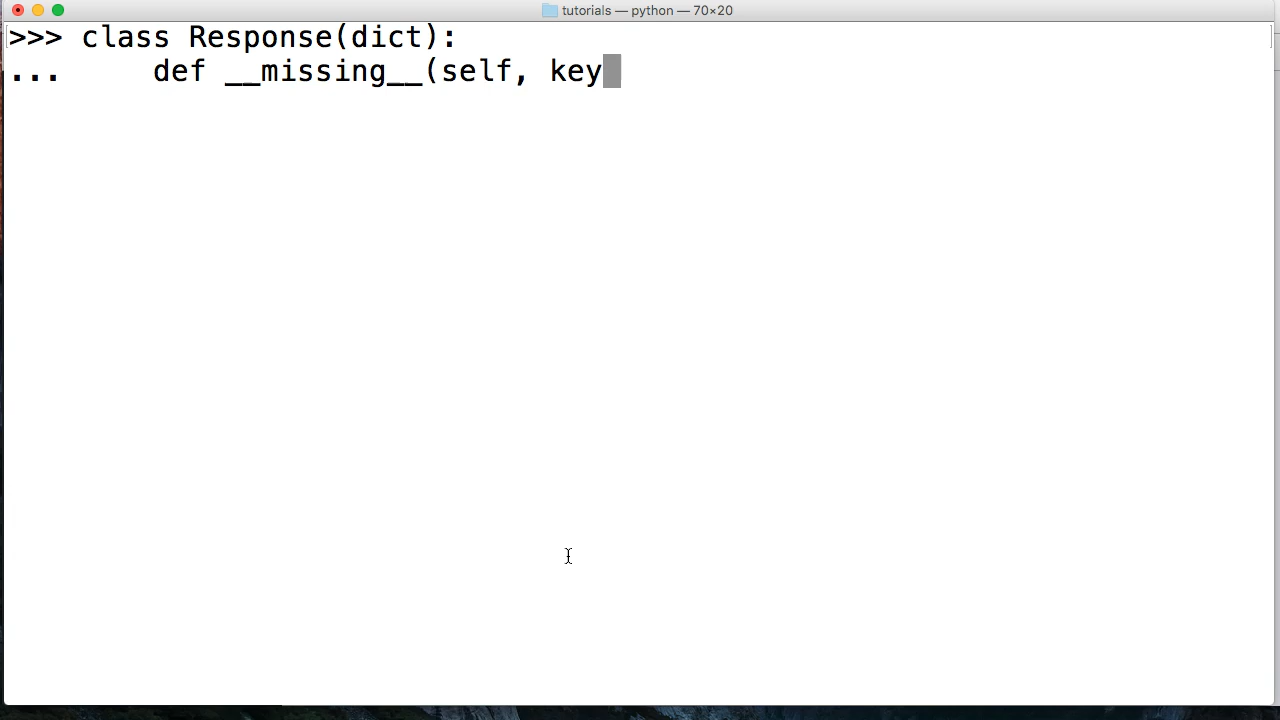 tutorials — python — 70×20
>>> class Response(dict):
...     def __missing__(self, key